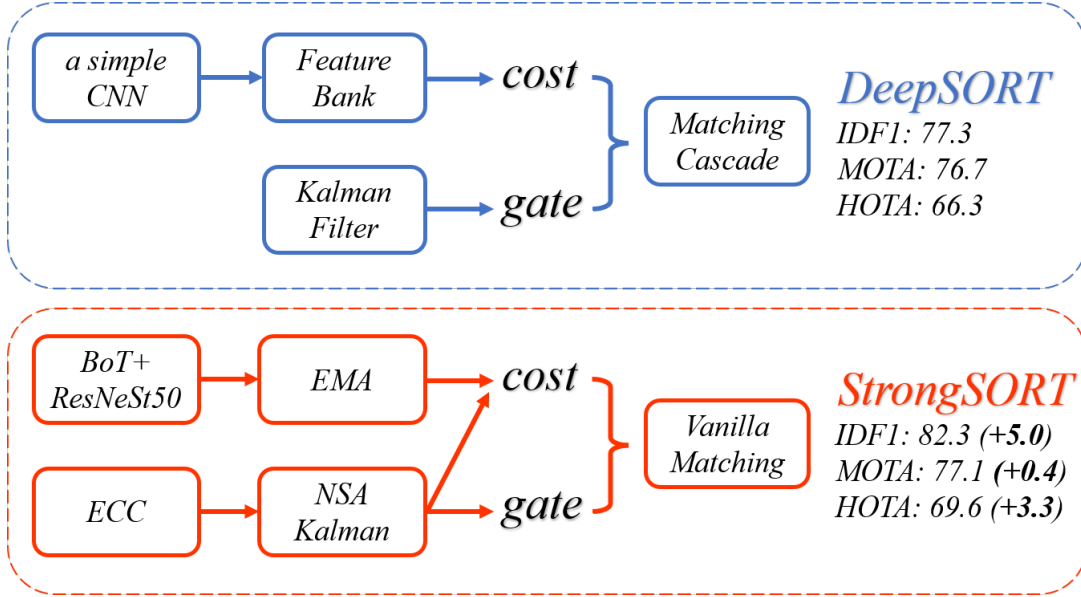 a simple
CNN
Feature
Bank
cost
Kalman
Filter
gate
Matching
Cascade
DeepSORT
IDF1: 77.3
MOTA: 76.7
HOTA: 66.3
BoT+
ResNeSt50
EMA
cost
ECC
NSA
Kalman
gate
Vanilla
Matching
StrongSORT
IDF1: 82.3 (+5.0)
MOTA: 77.1 (+0.4)
HOTA: 69.6 (+3.3)